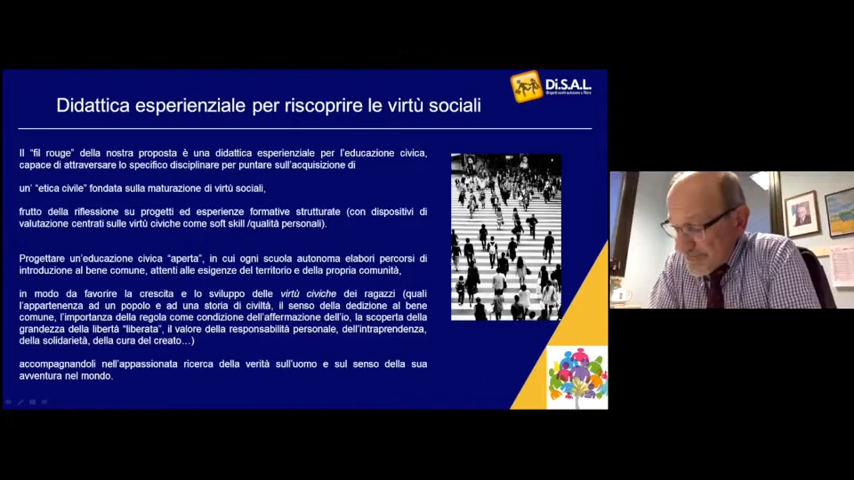 Di.S.A.L.
Didattica esperienziale per riscoprire le virtù sociali
Il "fil rouge" della nostra proposta è una didattica esperienziale per l'educazione civica,
capace di attraversare lo specifico disciplinare per puntare sull'acquisizione di
un' "etica civile" fondata sulla maturazione di virtù sociali,
frutto della riflessione su progetti ed esperienze formative strutturate (con dispositivi di
valutazione centrati sulle virtù civiche come soft skill /qualità personali).
Progettare un'educazione civica "aperta", in cui ogni scuola autonoma elabori percorsi di
introduzione al bene comune, attenti alle esigenze del territorio e della propria comunità,
in modo da favorire la crescita e lo sviluppo delle virtù civiche dei ragazzi (quali
l'appartenenza ad un popolo e ad una storia di civiltà, il senso della dedizione al bene
comune, l'importanza della regola come condizione dell'affermazione dell'io, la scoperta della
grandezza della libertà "liberata", il valore della responsabilità personale, dell'intraprendenza,
della solidarietà, della cura del creato…)
accompagnandoli nell'appassionata ricerca della verità sull'uomo e sul senso della sua
avventura nel mondo.